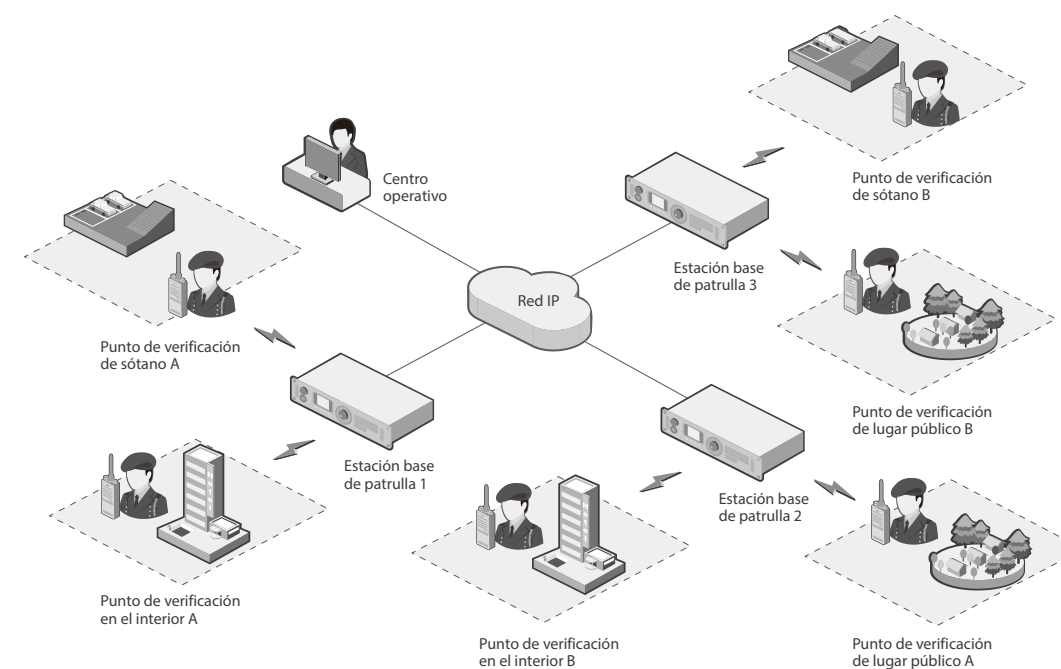 Centro
operativo
Punto de verificación
de sótano B
Estación base
de patrulla 3
Red IP
Punto de verificación
de sótano A
Punto de verificación
de lugar público B
Estación base
de patrulla 1
Estación base
de patrulla 2
Punto de verificación
en el interior A
Punto de verificación
en el interior B
Punto de verificación
de lugar público A